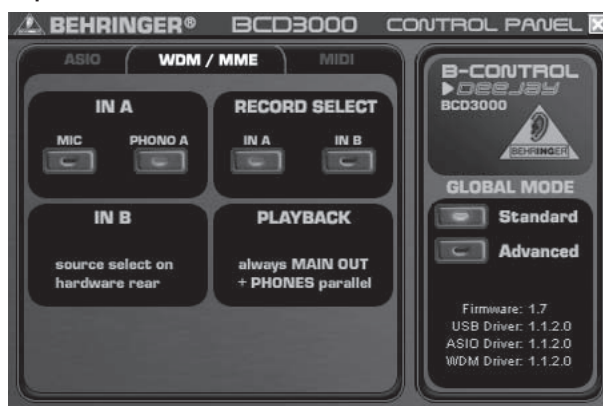 BEHRINGER® BCD3000 CONTROL PANEL X
ASIO WDM / MME MIDI
IN A
MIC PHONO A
RECORD SELECT
IN A IN B
IN B
source select on
hardware rear
PLAYBACK
always MAIN OUT
+ PHONES parallel
B-CONTROL
DEEJAY
BCD3000
BEHRINGER
GLOBAL MODE
Standard
Advanced
Firmware: 1.7
USB Driver: 1.1.2.0
ASIO Driver: 1.1.2.0
WDM Driver: 1.1.2.0